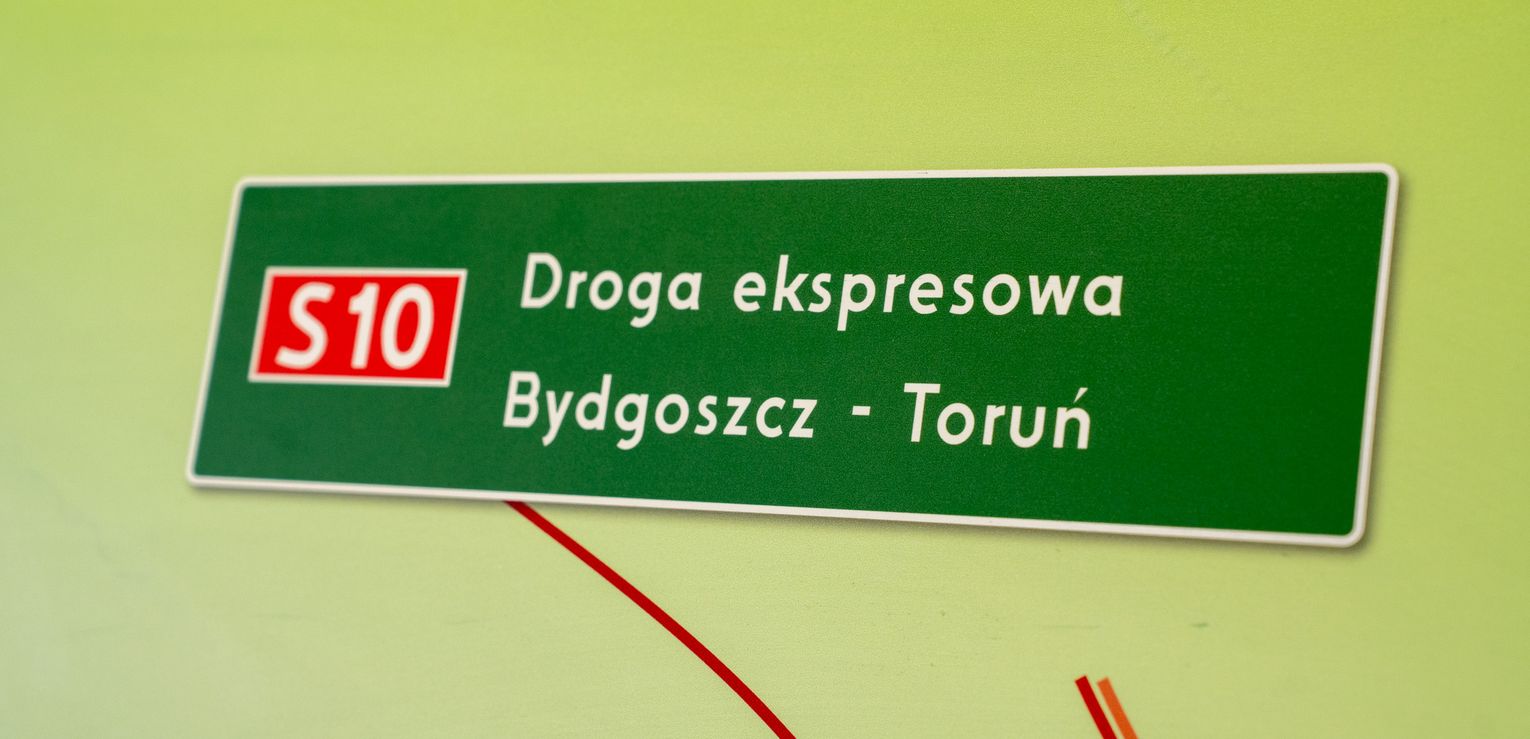 S10
Droga ekspresowa
Bydgoszcz - Toruń